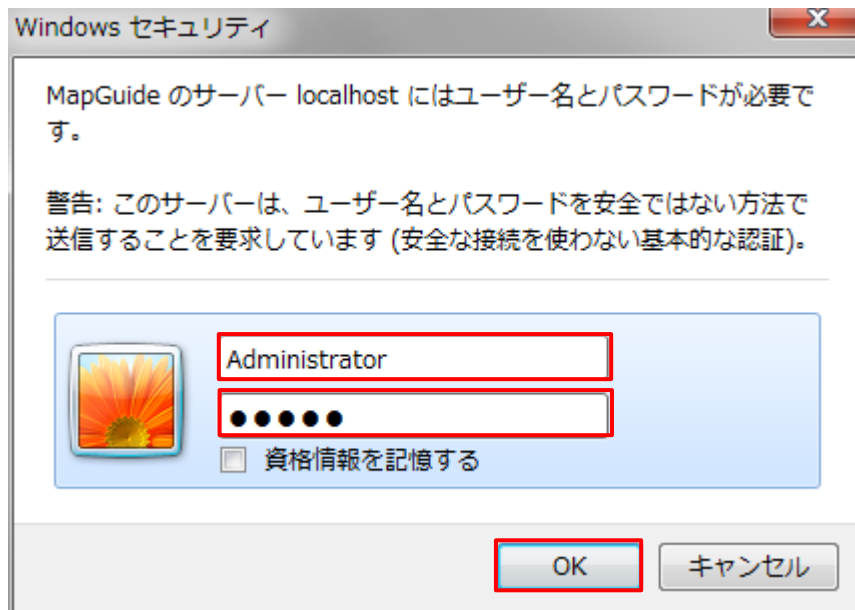 Windows セキュリティ
MapGuide のサーバー localhost にはユーザー名とパスワードが必要で
す。
警告: このサーバーは、ユーザー名とパスワードを安全ではない方法で
送信することを要求しています (安全な接続を使わない基本的な認証)。
Administrator
●●●●●
資格情報を記憶する
OK
キャンセル